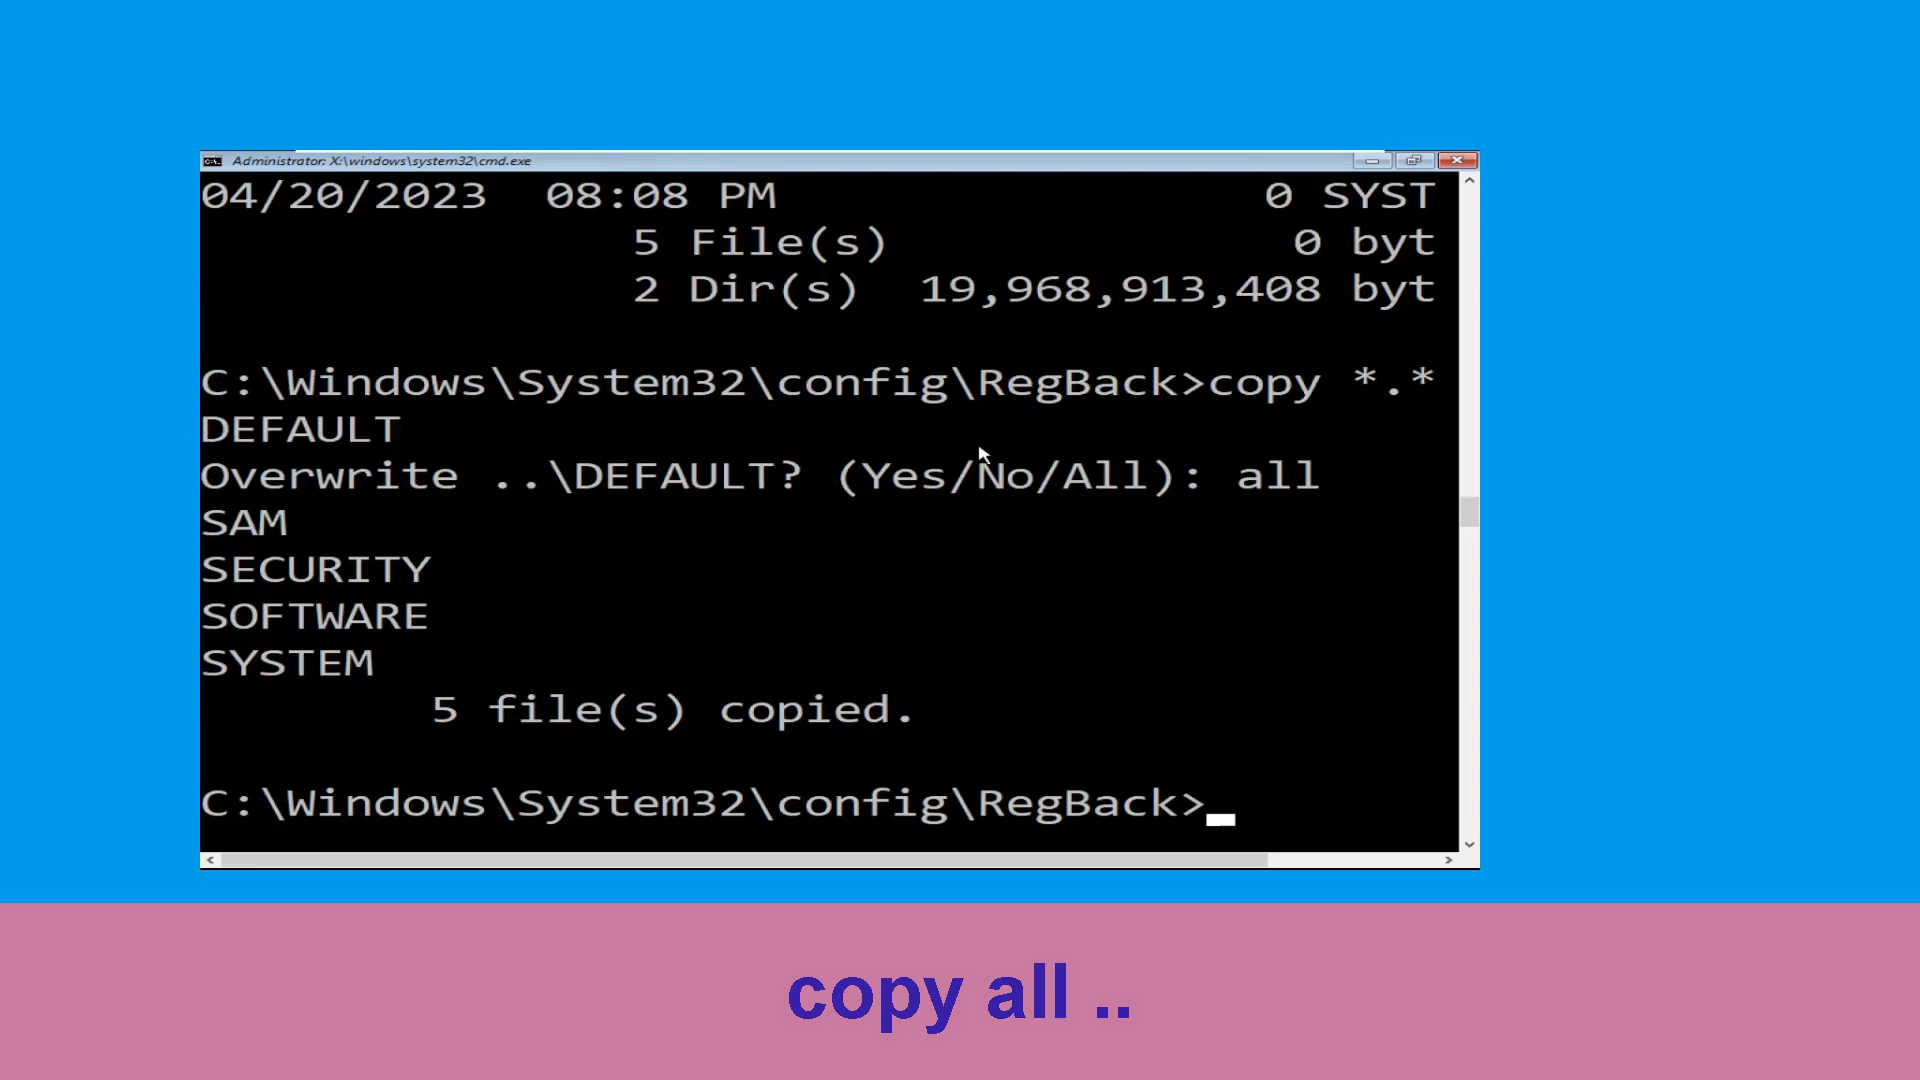 Administrator: X:\windows\system32\cmd.exe
04/20/2023  08:08 PM                 0 SYST
               5 File(s)              0 byt
               2 Dir(s)  19,968,913,408 byt
C:\Windows\System32\config\RegBack>copy *.*
DEFAULT
Overwrite ..\DEFAULT? (Yes/No/All): all
SAM
SECURITY
SOFTWARE
SYSTEM
        5 file(s) copied.
C:\Windows\System32\config\RegBack>
copy all ..